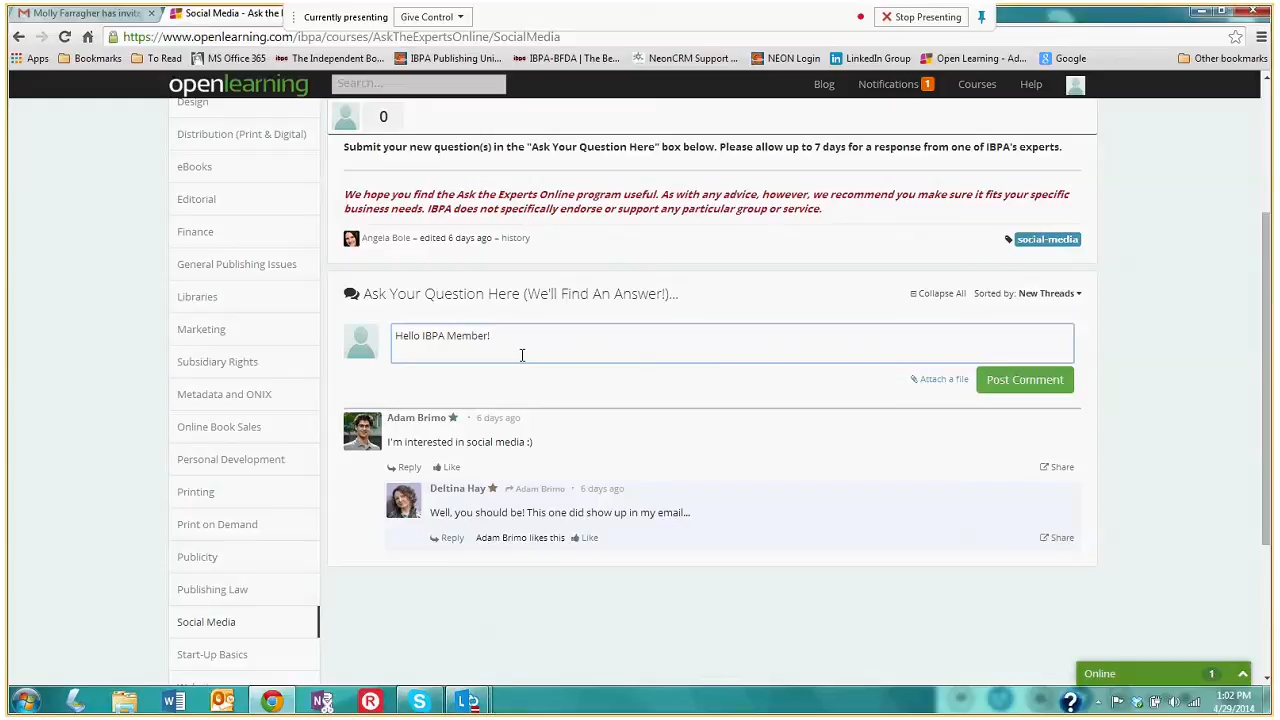 Molly Farragher has invit
Social Media - Ask the
Currently presenting
Give Control
Stop Presenting
https://www.openlearning.com/ibpa/courses/AskTheExpertsOnline/SocialMedia
Apps
Bookmarks
To Read
MS Office 365
The Independent Bo...
IBPA Publishing Uni...
IBPA-BFDA | The Be...
NeonCRM Support ...
NEON Login
LinkedIn Group
Open Learning - Ad...
Google
Other bookmarks
openlearning
Search...
Blog
Notifications 1
Courses
Help
Design
Distribution (Print & Digital)
eBooks
Editorial
Finance
General Publishing Issues
Libraries
Marketing
Subsidiary Rights
Metadata and ONIX
Online Book Sales
Personal Development
Printing
Print on Demand
Publicity
Publishing Law
Social Media
Start-Up Basics
0
Submit your new question(s) in the "Ask Your Question Here" box below. Please allow up to 7 days for a response from one of IBPA's experts.
We hope you find the Ask the Experts Online program useful. As with any advice, however, we recommend you make sure it fits your specific
business needs. IBPA does not specifically endorse or support any particular group or service.
Angela Bole – edited 6 days ago – history
social-media
Ask Your Question Here (We'll Find An Answer!)...
Collapse All
Sorted by: New Threads
Hello IBPA Member!
Attach a file
Post Comment
Adam Brimo • 6 days ago
I'm interested in social media :)
Reply Like
Share
Deltina Hay Adam Brimo • 6 days ago
Well, you should be! This one did show up in my email...
Reply Adam Brimo likes this Like
Share
Online 1
1:02 PM
4/29/2014